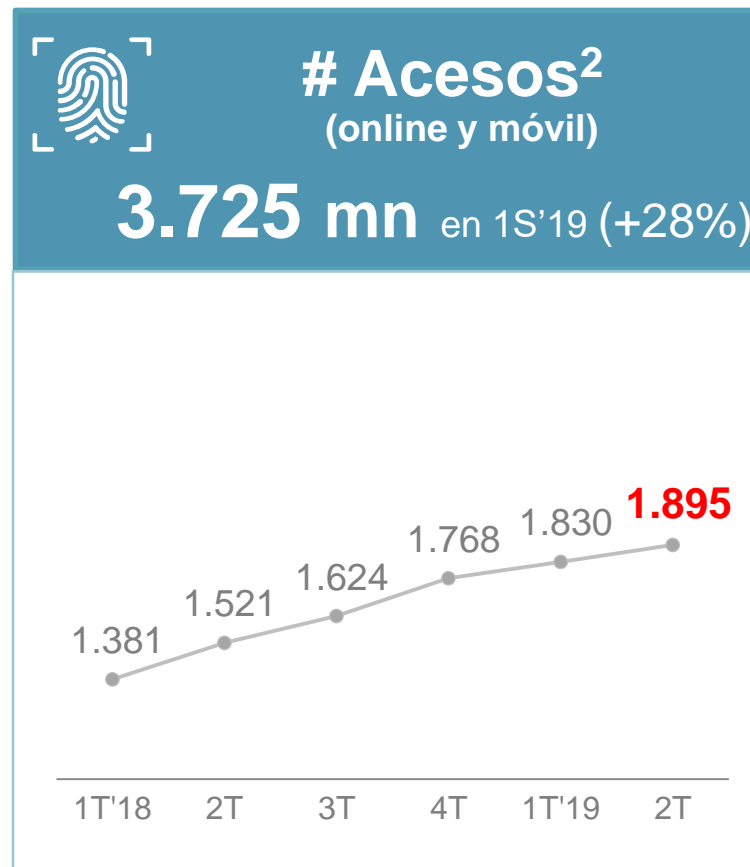 # Acesos²
(online y móvil)
3.725 mn en 1S’19 (+28%)
1.895
1.830
1.768
1.624
1.521
1.381
1T'18 2T 3T 4T 1T'19 2T